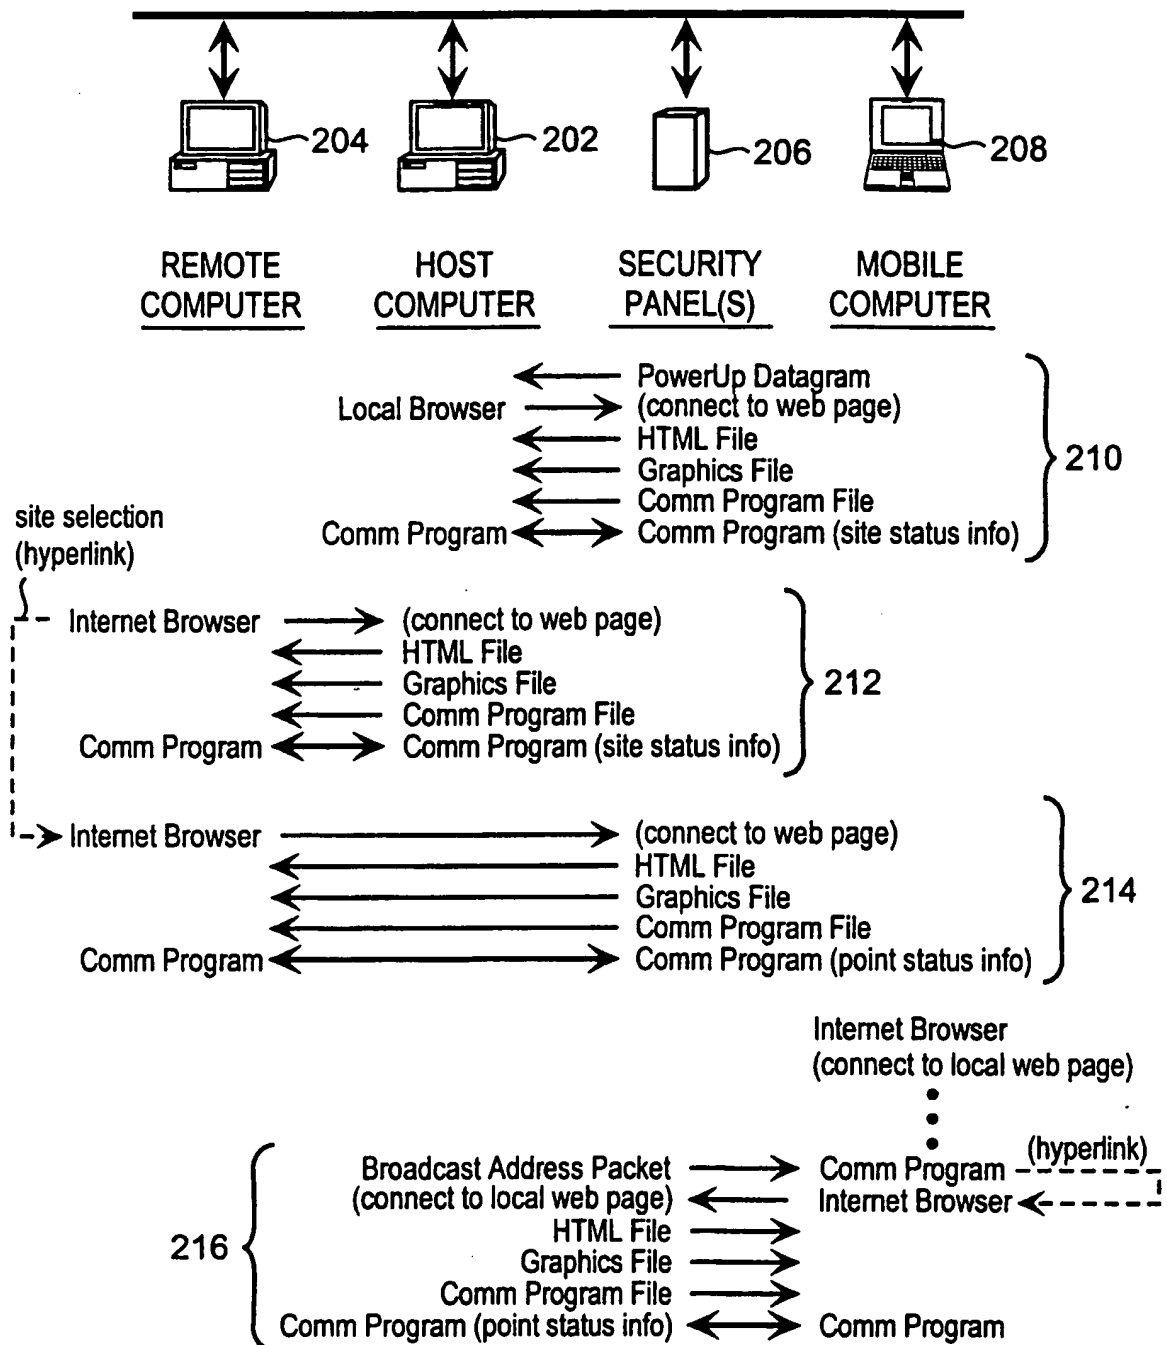 204
202
206
208
REMOTE COMPUTER
HOST COMPUTER
SECURITY PANEL(S)
MOBILE COMPUTER
PowerUp Datagram
Local Browser (connect to web page)
HTML File
Graphics File
Comm Program File
Comm Program Comm Program (site status info)
210
site selection
(hyperlink)
Internet Browser (connect to web page)
HTML File
Graphics File
Comm Program File
Comm Program Comm Program (site status info)
212
Internet Browser (connect to web page)
HTML File
Graphics File
Comm Program File
Comm Program Comm Program (point status info)
214
Internet Browser
(connect to local web page)
Broadcast Address Packet Comm Program (hyperlink)
(connect to local web page) Internet Browser
HTML File
Graphics File
Comm Program File
Comm Program (point status info) Comm Program
216